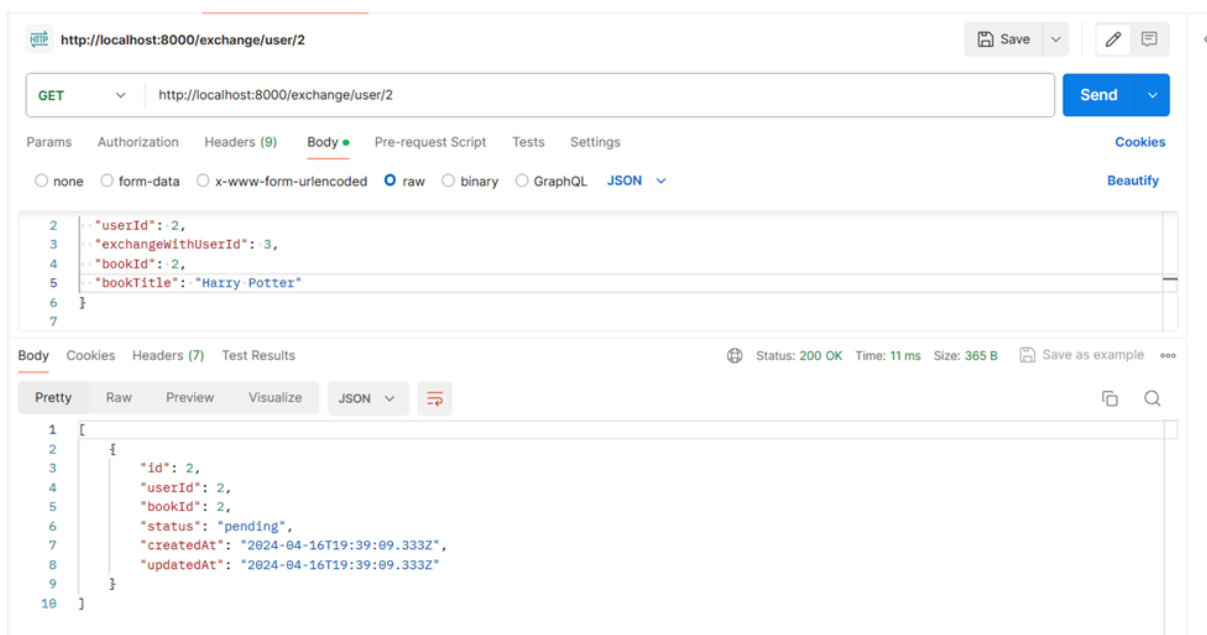 HTTP http://localhost:8000/exchange/user/2 Save
GET http://localhost:8000/exchange/user/2 Send
Params Authorization Headers (9) Body Pre-request Script Tests Settings Cookies
none form-data x-www-form-urlencoded raw binary GraphQL JSON Beautify
2 "userId": 2,
3 "exchangeWithUserId": 3,
4 "bookId": 2,
5 "bookTitle": "Harry Potter"
6 }
7
Body Cookies Headers (7) Test Results Status: 200 OK Time: 11 ms Size: 365 B Save as example
Pretty Raw Preview Visualize JSON
1 [
2 {
3 "id": 2,
4 "userId": 2,
5 "bookId": 2,
6 "status": "pending",
7 "createdAt": "2024-04-16T19:39:09.333Z",
8 "updatedAt": "2024-04-16T19:39:09.333Z"
9 }
10 ]